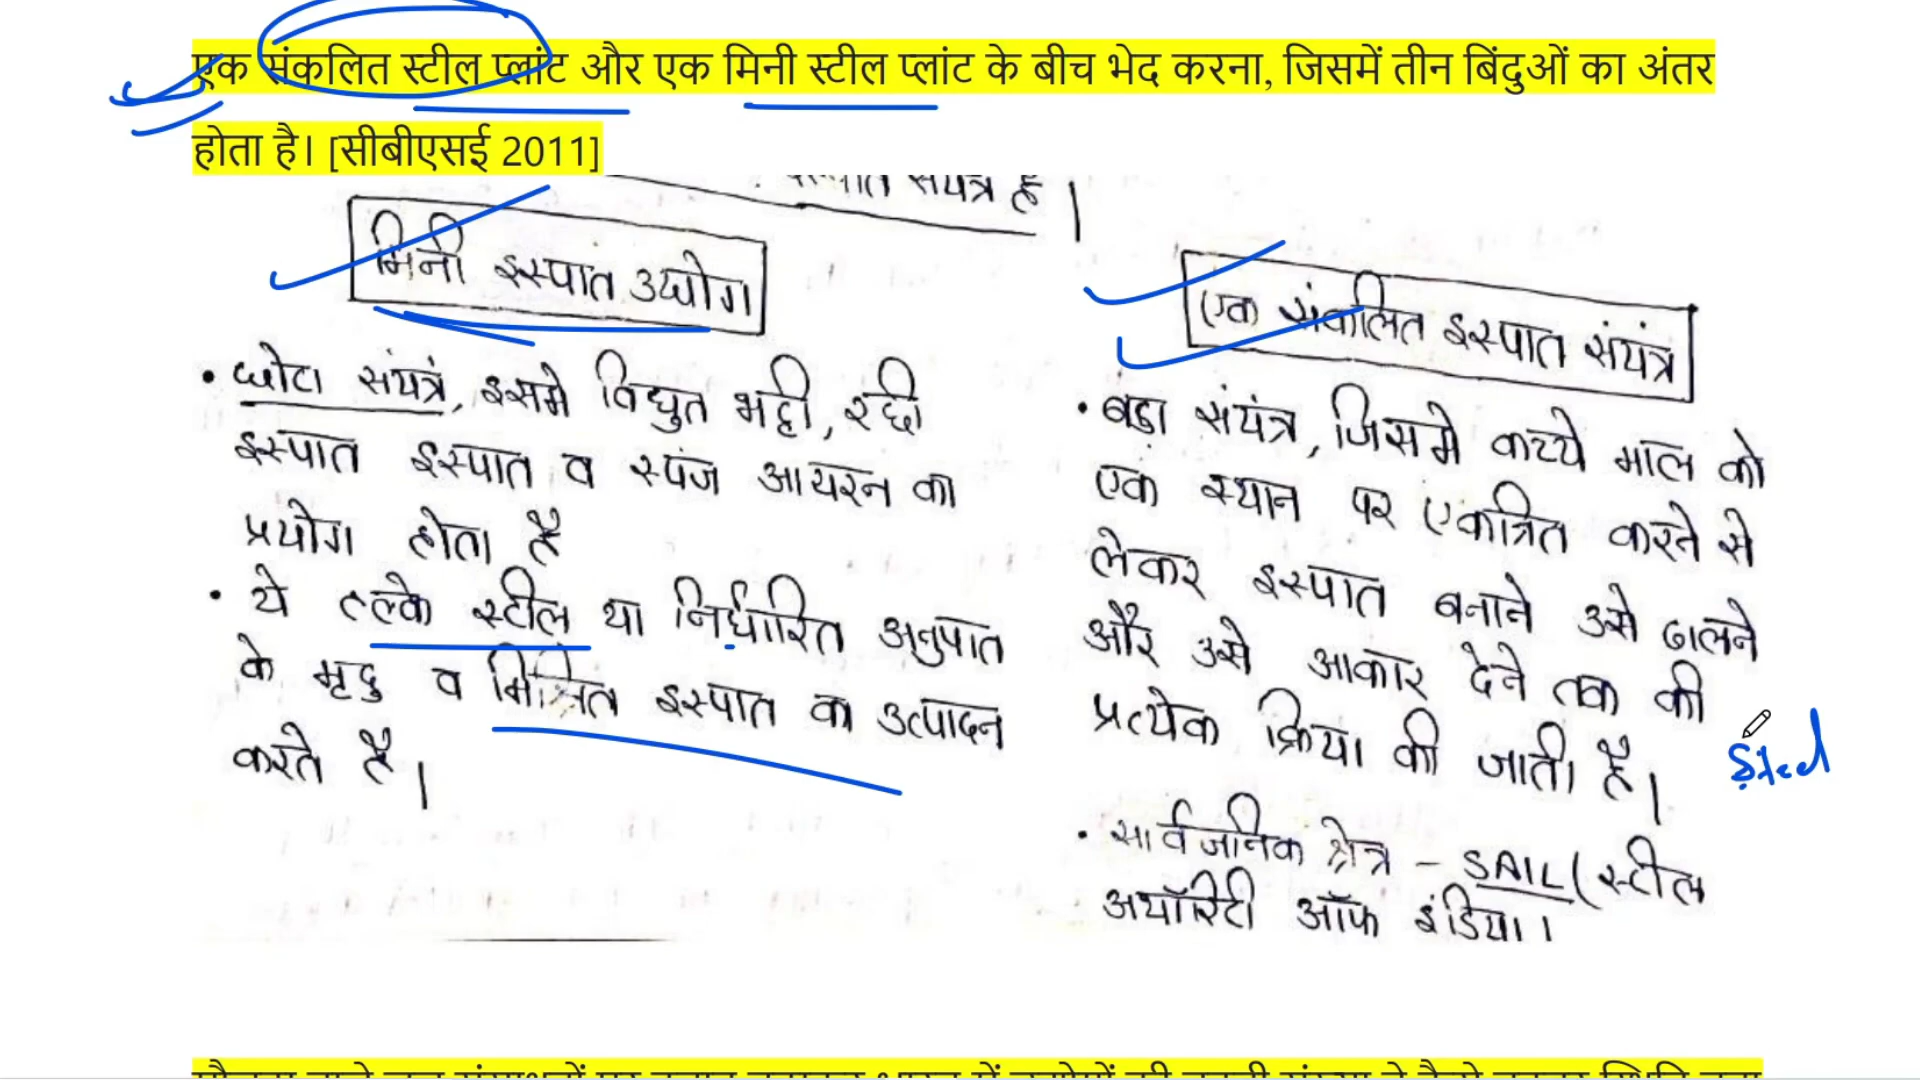 एक संकलित स्टील प्लांट और एक मिनी स्टील प्लांट के बीच भेद करना, जिसमें तीन बिंदुओं का अंतर
होता है। [सीबीएसई 2011]
संयंत्र है।
मिनी इस्पात उद्योग
• छोटा संयंत्रं, इसमे विद्युत भट्टी, रद्दी
इस्पात इस्पात व स्पंज आयरन का
प्रयोग होता है
• ये हल्के स्टील या निर्धारित अनुपात
के मृदु व मिश्रित इस्पात का उत्पादन
करते है।
एक संकलित इस्पात संयंत्र
• बड़ा संयंत्र, जिसमे कच्चे माल को
एक स्थान पर एकत्रित करने से
लेकर इस्पात बनाने उसे ढालने
और उसे आकार देने तक की
प्रत्येक क्रिया की जाती है।
Steel
• सार्वजनिक क्षेत्र - SAIL (स्टील
अथॉरिटी ऑफ इंडिया।